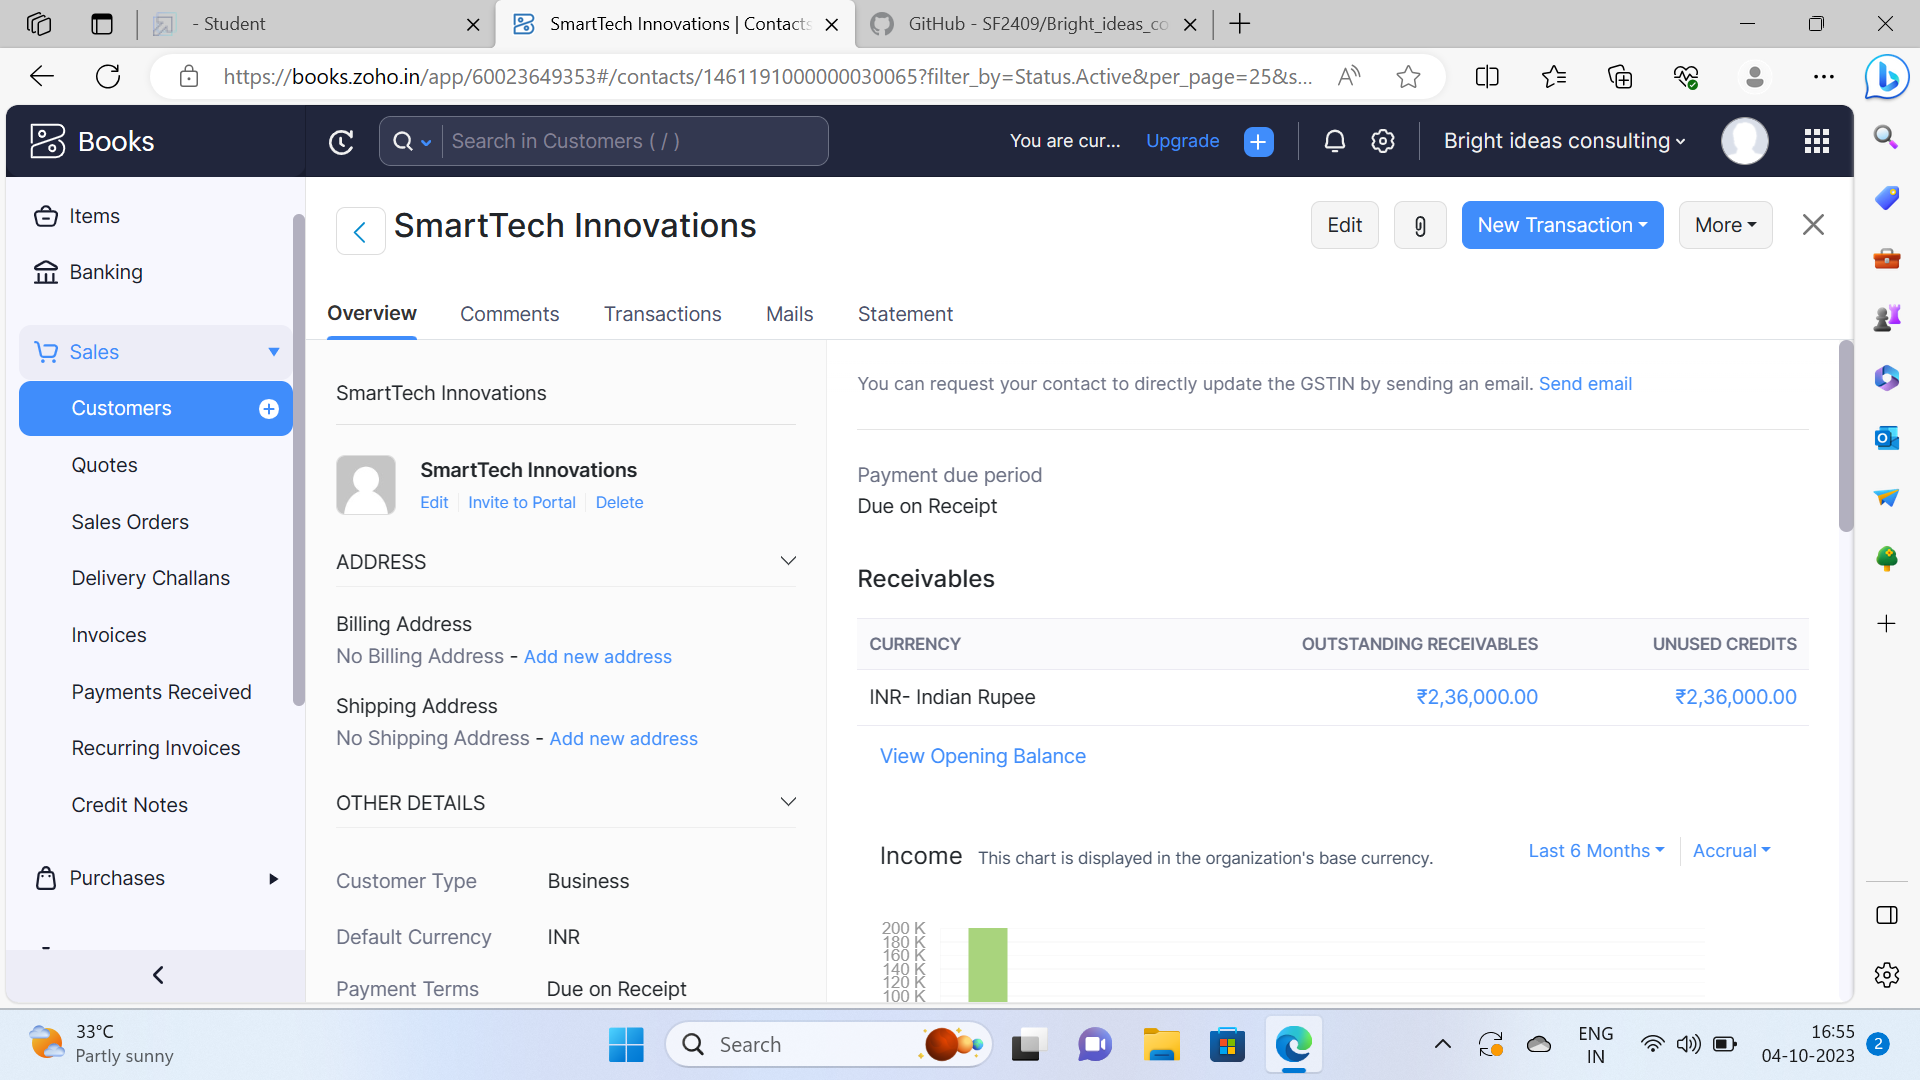 - Student
SmartTech Innovations | Contacts
GitHub - SF2409/Bright_ideas_co
https://books.zoho.in/app/60023649353#/contacts/1461191000000030065?filter_by=Status.Active&per_page=25&s...
Books
Search in Customers ( / )
You are cur...
Upgrade
Bright ideas consulting
Items
Banking
Sales
Customers
Quotes
Sales Orders
Delivery Challans
Invoices
Payments Received
Recurring Invoices
Credit Notes
Purchases
SmartTech Innovations
Edit
New Transaction
More
Overview
Comments
Transactions
Mails
Statement
SmartTech Innovations
SmartTech Innovations
Edit
Invite to Portal
Delete
ADDRESS
Billing Address
No Billing Address - Add new address
Shipping Address
No Shipping Address - Add new address
OTHER DETAILS
Customer Type Business
Default Currency INR
Payment Terms Due on Receipt
You can request your contact to directly update the GSTIN by sending an email. Send email
Payment due period
Due on Receipt
Receivables
CURRENCY OUTSTANDING RECEIVABLES UNUSED CREDITS
INR- Indian Rupee ₹2,36,000.00 ₹2,36,000.00
View Opening Balance
Income This chart is displayed in the organization's base currency.
Last 6 Months
Accrual
200 K
180 K
160 K
140 K
120 K
100 K
33°C
Partly sunny
Search
ENG
IN
16:55
04-10-2023
2